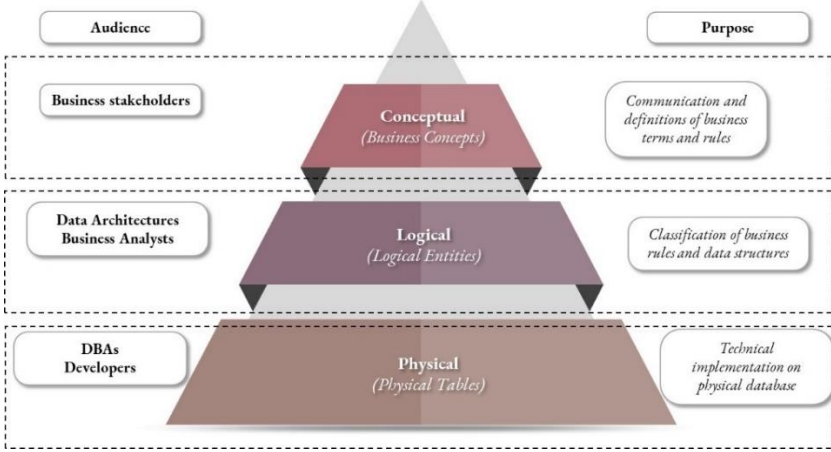 Audience
Purpose
Business stakeholders
Conceptual
(Business Concepts)
Communication and
definitions of business
terms and rules
Data Architectures
Business Analysts
Logical
(Logical Entities)
Classification of business
rules and data structures
DBAs
Developers
Physical
(Physical Tables)
Technical
implementation on
physical database